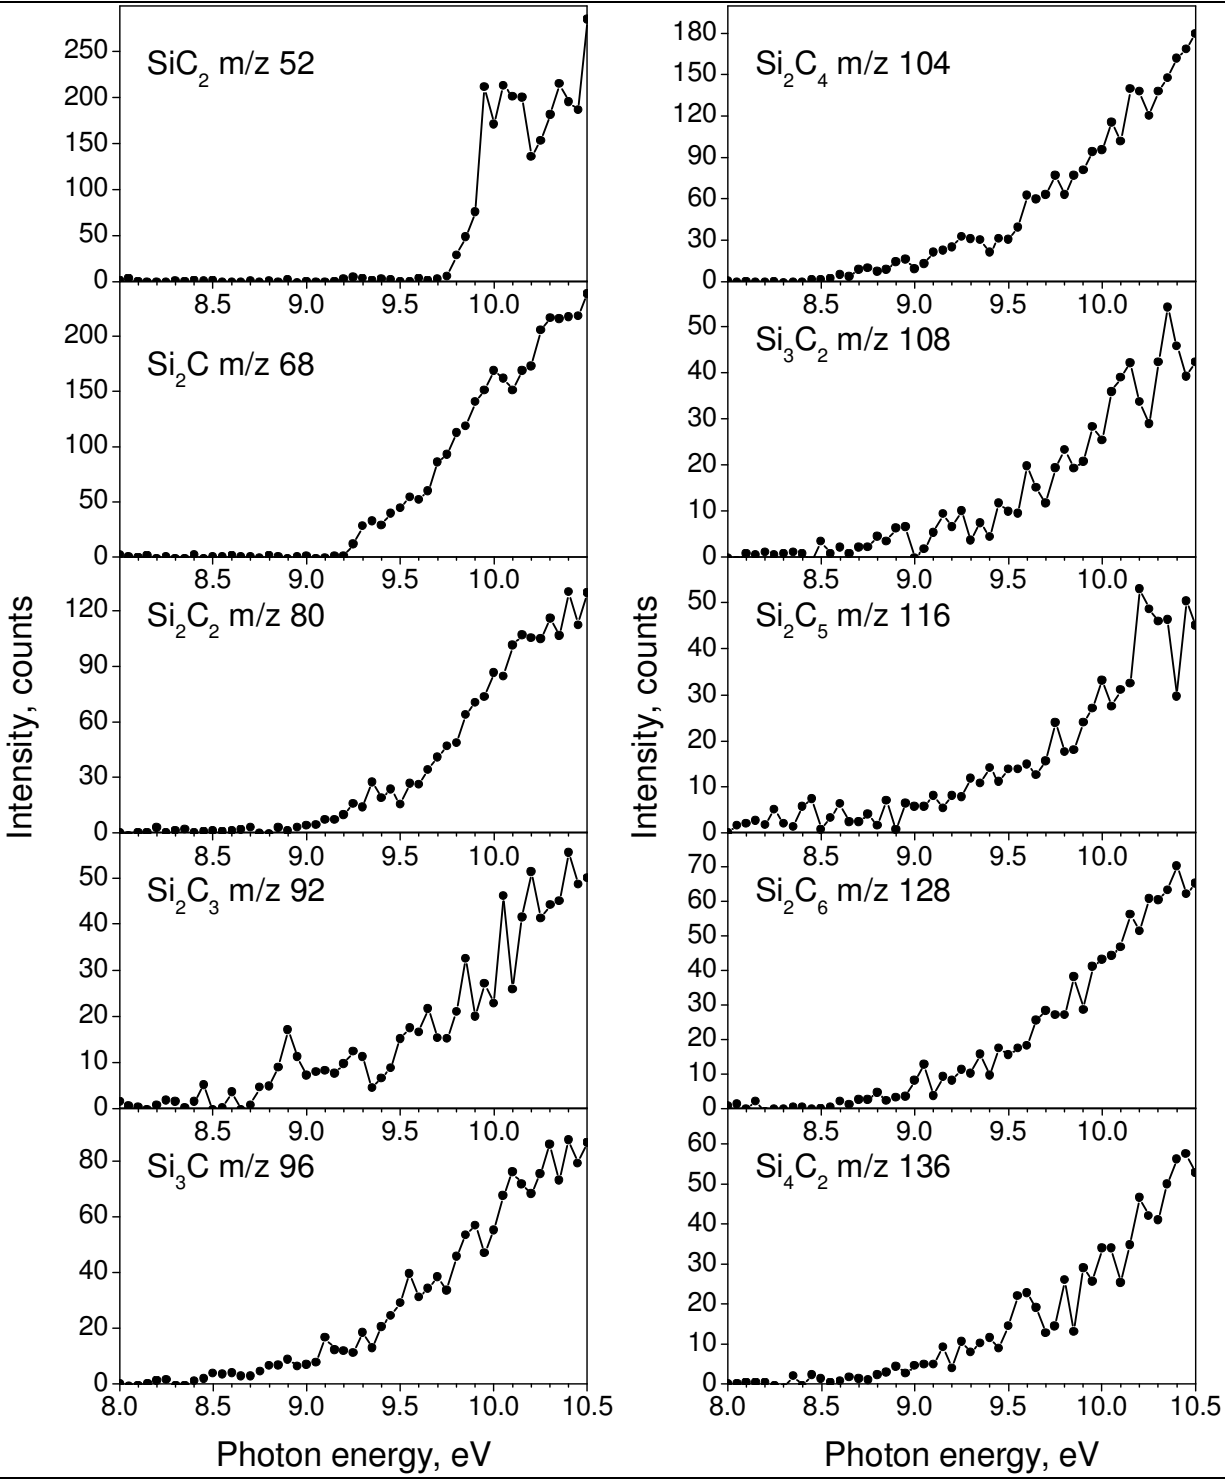 SiC2 m/z 52
250
200
150
100
50
0
8.5 9.0 9.5 10.0
Si2C m/z 68
200
150
100
50
0
8.5 9.0 9.5 10.0
Si2C2 m/z 80
120
90
60
30
0
8.5 9.0 9.5 10.0
Si2C3 m/z 92
50
40
30
20
10
0
8.5 9.0 9.5 10.0
Si3C m/z 96
80
60
40
20
0
8.0 8.5 9.0 9.5 10.0 10.5
Intensity, counts
Photon energy, eV
Si2C4 m/z 104
180
150
120
90
60
30
0
8.5 9.0 9.5 10.0
Si3C2 m/z 108
50
40
30
20
10
0
8.5 9.0 9.5 10.0
Si2C5 m/z 116
50
40
30
20
10
0
8.5 9.0 9.5 10.0
Si2C6 m/z 128
70
60
50
40
30
20
10
0
8.5 9.0 9.5 10.0
Si4C2 m/z 136
60
50
40
30
20
10
0
8.0 8.5 9.0 9.5 10.0 10.5
Intensity, counts
Photon energy, eV